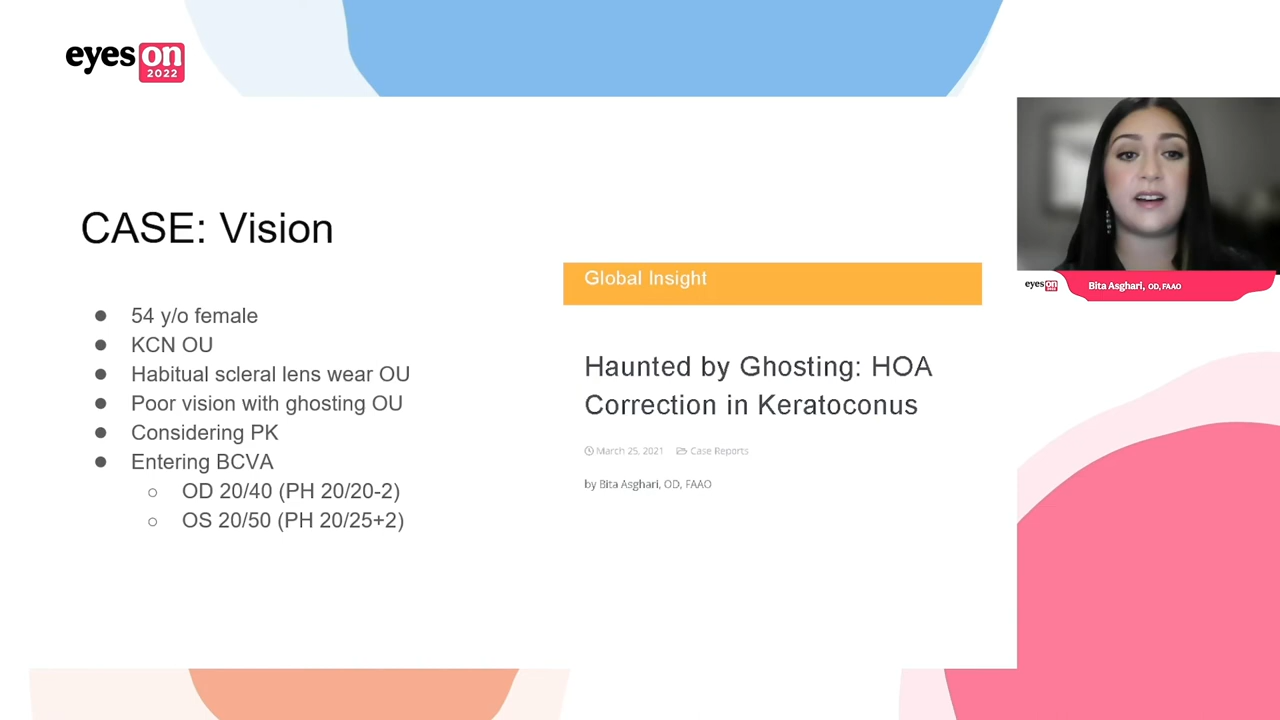 eyes on
2022
CASE: Vision
● 54 y/o female
● KCN OU
● Habitual scleral lens wear OU
● Poor vision with ghosting OU
● Considering PK
● Entering BCVA
○ OD 20/40 (PH 20/20-2)
○ OS 20/50 (PH 20/25+2)
Global Insight
Haunted by Ghosting: HOA
Correction in Keratoconus
March 25, 2021 Case Reports
by Bita Asghari, OD, FAAO
eyes on
2022
Bita Asghari, OD, FAAO